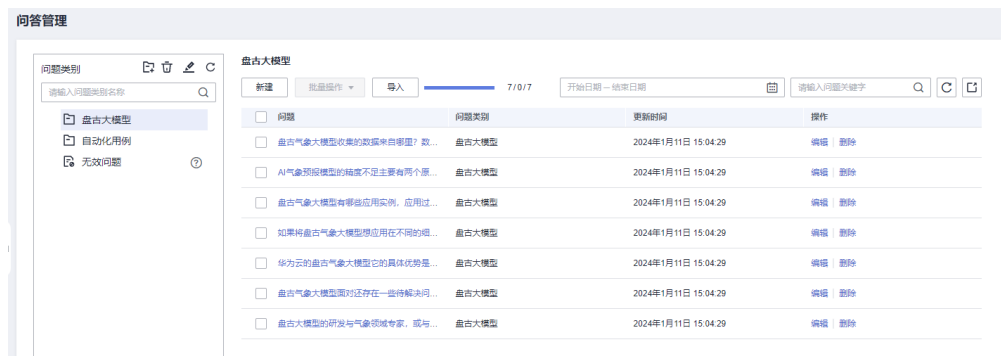 问答管理
问题类别
请输入问题类别名称
盘古大模型
自动化用例
无效问题
盘古大模型
新建 批量操作 导入 7/0/7 开始日期 – 结束日期 请输入问题关键字
问题 问题类别 更新时间 操作
盘古气象大模型收集的数据来自哪里？数... 盘古大模型 2024年1月11日 15:04:29 编辑 删除
AI气象预报模型的精度不足主要有两个原... 盘古大模型 2024年1月11日 15:04:29 编辑 删除
盘古气象大模型有哪些应用实例，应用过... 盘古大模型 2024年1月11日 15:04:29 编辑 删除
如果将盘古气象大模型想应用在不同的细... 盘古大模型 2024年1月11日 15:04:29 编辑 删除
华为云的盘古气象大模型它的具体优势是... 盘古大模型 2024年1月11日 15:04:29 编辑 删除
盘古气象大模型面对还存在一些待解决问... 盘古大模型 2024年1月11日 15:04:29 编辑 删除
盘古大模型的研发与气象领域专家，或与... 盘古大模型 2024年1月11日 15:04:29 编辑 删除